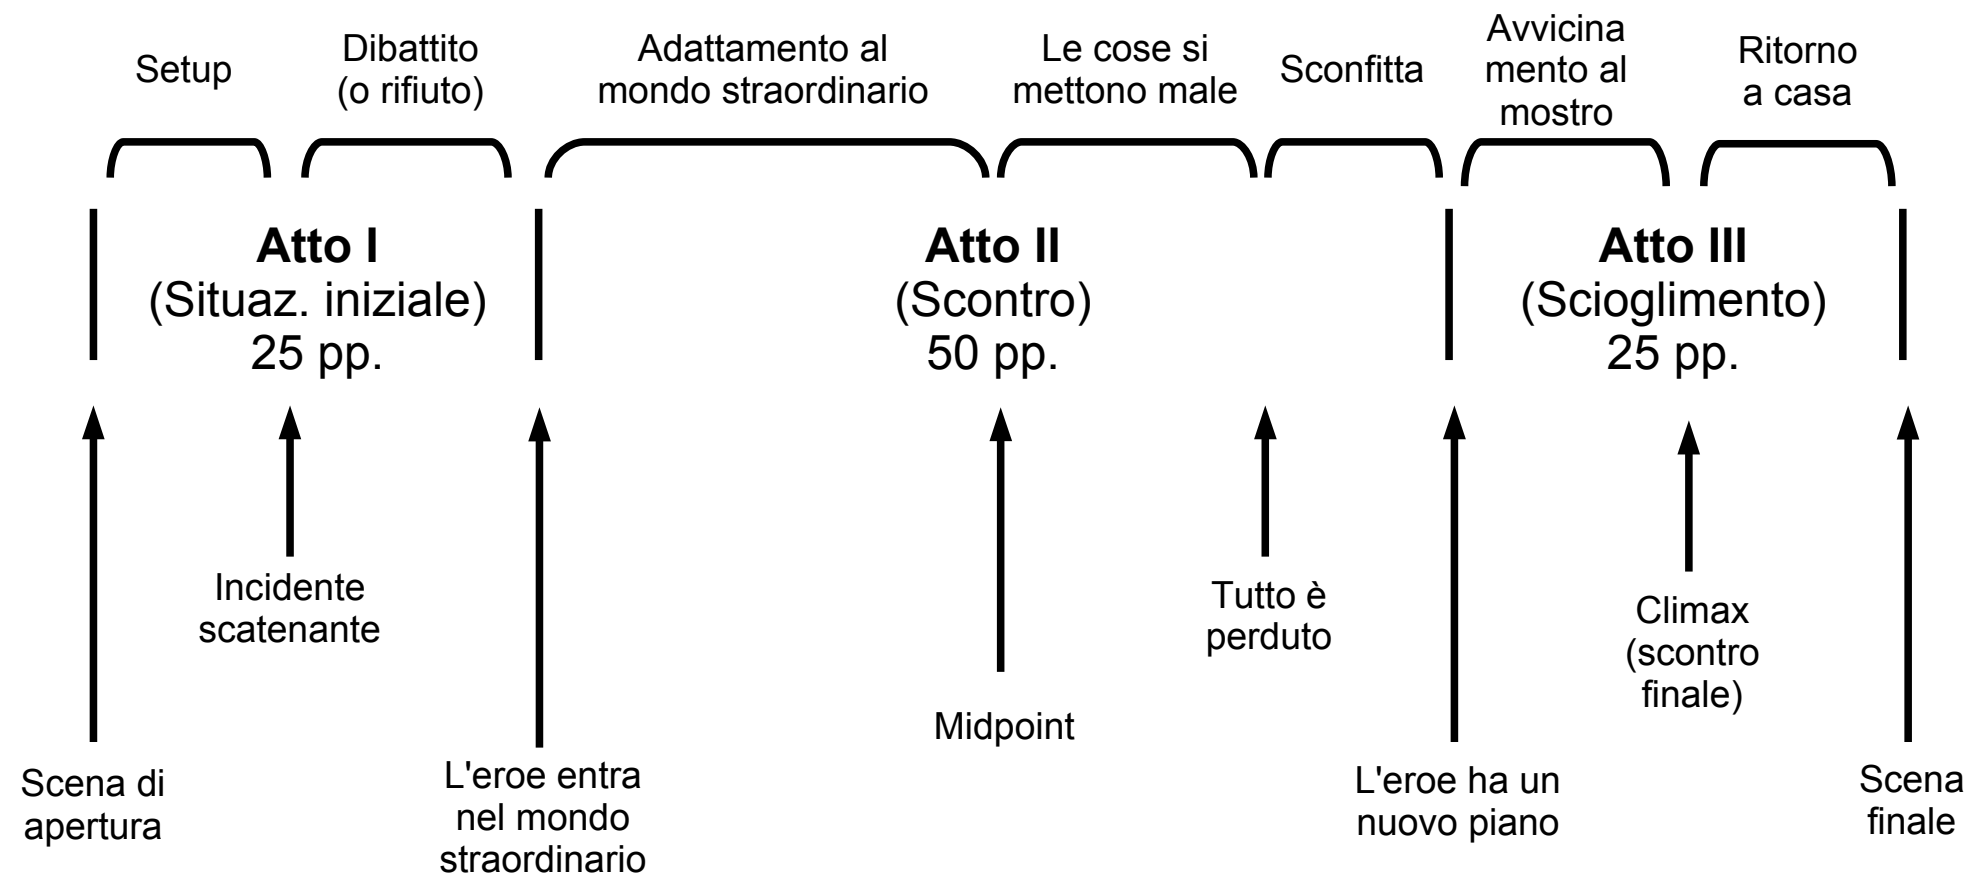 Setup
Dibattito
(o rifiuto)
Adattamento al
mondo straordinario
Le cose si
mettono male
Sconfitta
Avvicina
mento al
mostro
Ritorno
a casa
Atto I
(Situaz. iniziale)
25 pp.
Atto II
(Scontro)
50 pp.
Atto III
(Scioglimento)
25 pp.
Scena di
apertura
Incidente
scatenante
L'eroe entra
nel mondo
straordinario
Midpoint
Tutto è
perduto
L'eroe ha un
nuovo piano
Climax
(scontro
finale)
Scena
finale